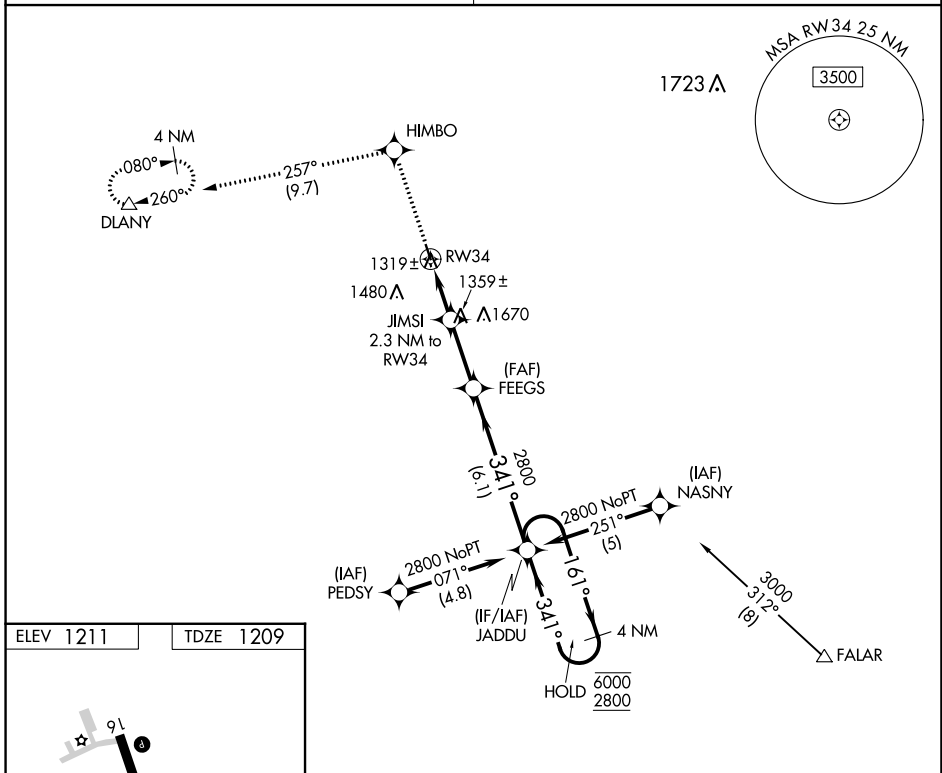 MSA RW34 25 NM
3500
1723
HIMBO
4 NM
080°
260°
257°
(9.7)
DLANY
1319±
RW34
1480
1359±
1670
JIMSI
2.3 NM to
RW34
(FAF)
FEEGS
2800
341°
(6.1)
(IAF)
NASNY
2800 NoPT
251°
(5)
2800 NoPT
071°
(4.8)
(IAF)
PEDSY
(IF/IAF)
JADDU
341°
161°
4 NM
HOLD
6000
2800
3000
312°
(8)
FALAR
ELEV 1211
TDZE 1209
16
P